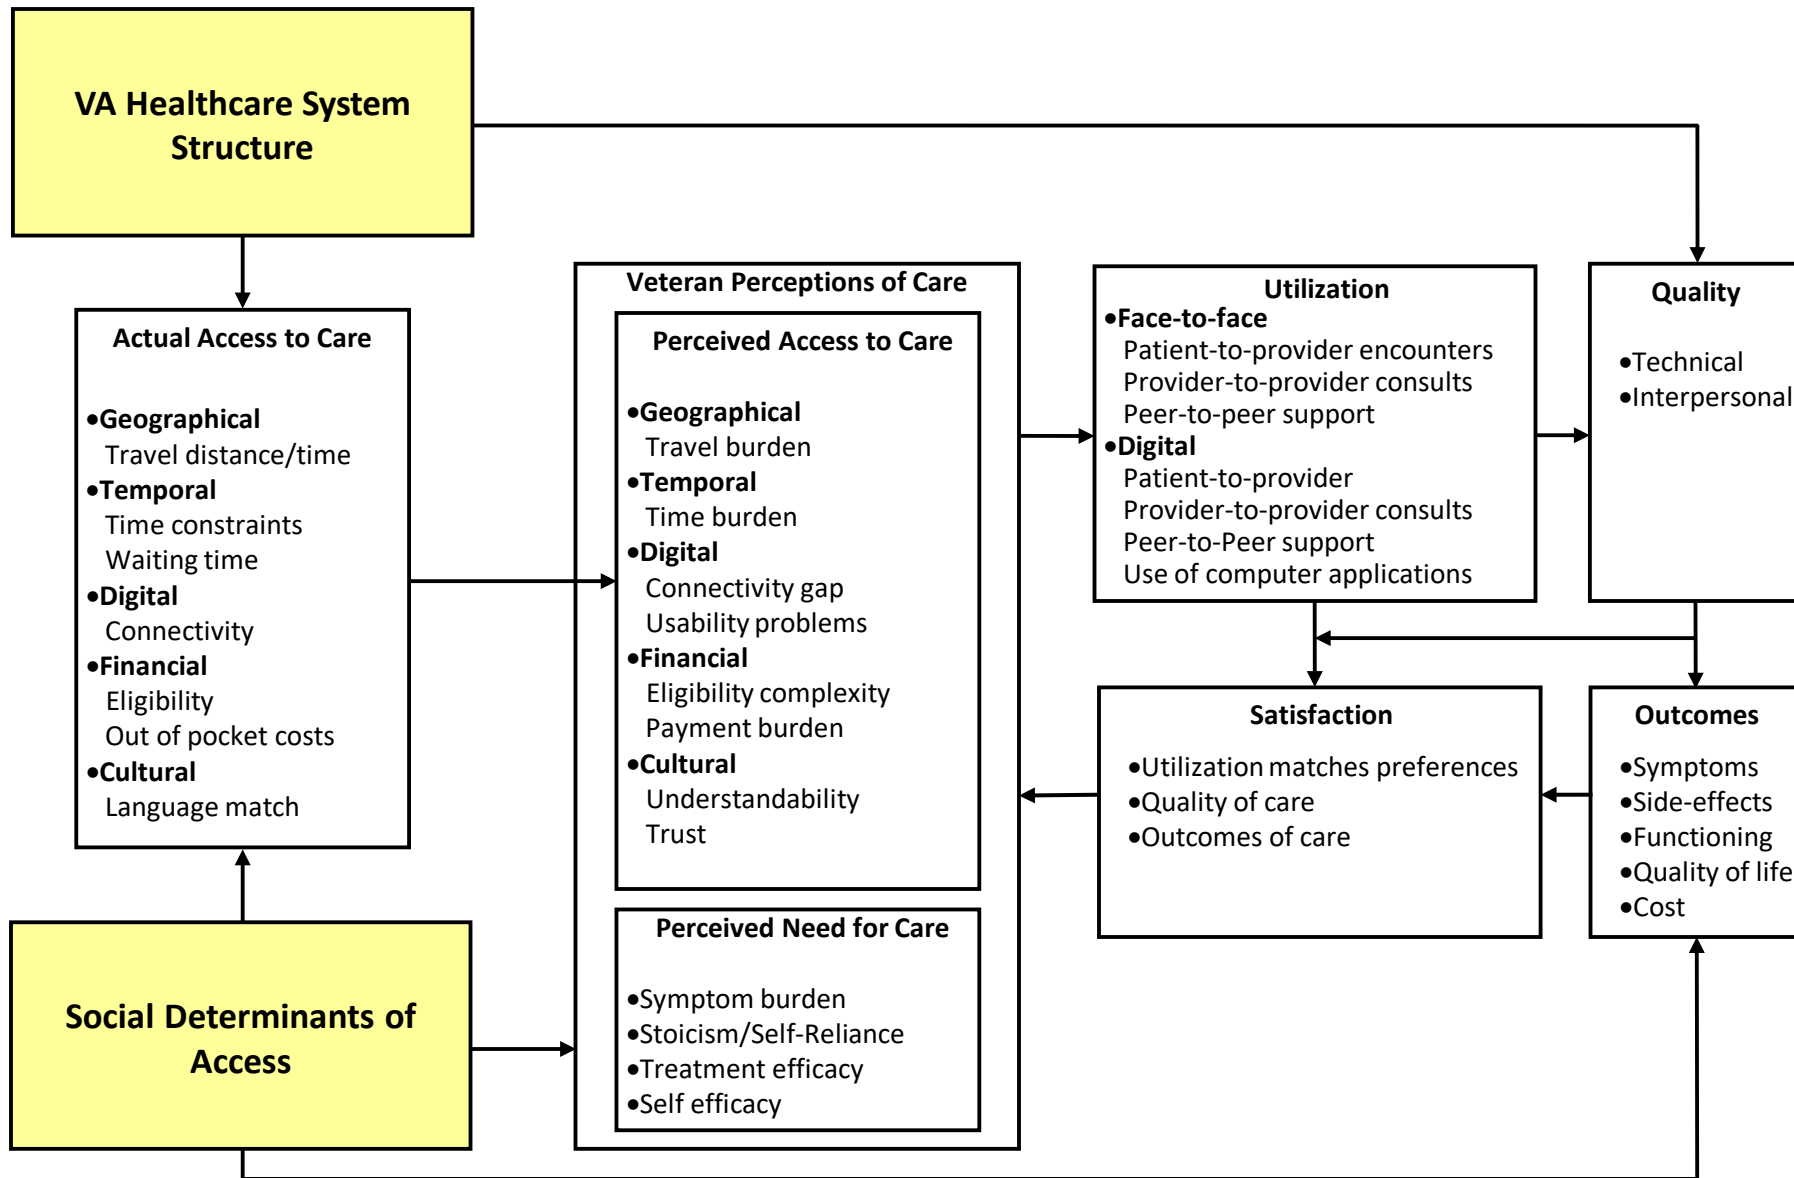 VA Healthcare System
Structure
Actual Access to Care
•Geographical
Travel distance/time
•Temporal
Time constraints
Waiting time
•Digital
Connectivity
•Financial
Eligibility
Out of pocket costs
•Cultural
Language match
Social Determinants of
Access
Veteran Perceptions of Care
Perceived Access to Care
•Geographical
Travel burden
•Temporal
Time burden
•Digital
Connectivity gap
Usability problems
•Financial
Eligibility complexity
Payment burden
•Cultural
Understandability
Trust
Perceived Need for Care
•Symptom burden
•Stoicism/Self-Reliance
•Treatment efficacy
•Self efficacy
Utilization
•Face-to-face
Patient-to-provider encounters
Provider-to-provider consults
Peer-to-peer support
•Digital
Patient-to-provider
Provider-to-provider consults
Peer-to-Peer support
Use of computer applications
Quality
•Technical
•Interpersonal
Satisfaction
•Utilization matches preferences
•Quality of care
•Outcomes of care
Outcomes
•Symptoms
•Side-effects
•Functioning
•Quality of life
•Cost